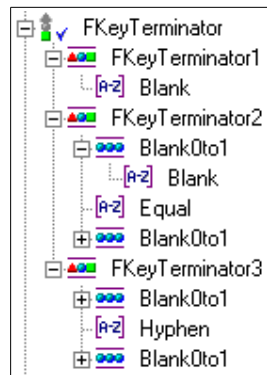 FKeyTerminator
FKeyTerminator1
[A-Z] Blank
FKeyTerminator2
Blank0to1
[A-Z] Blank
[A-Z] Equal
Blank0to1
FKeyTerminator3
Blank0to1
[A-Z] Hyphen
Blank0to1